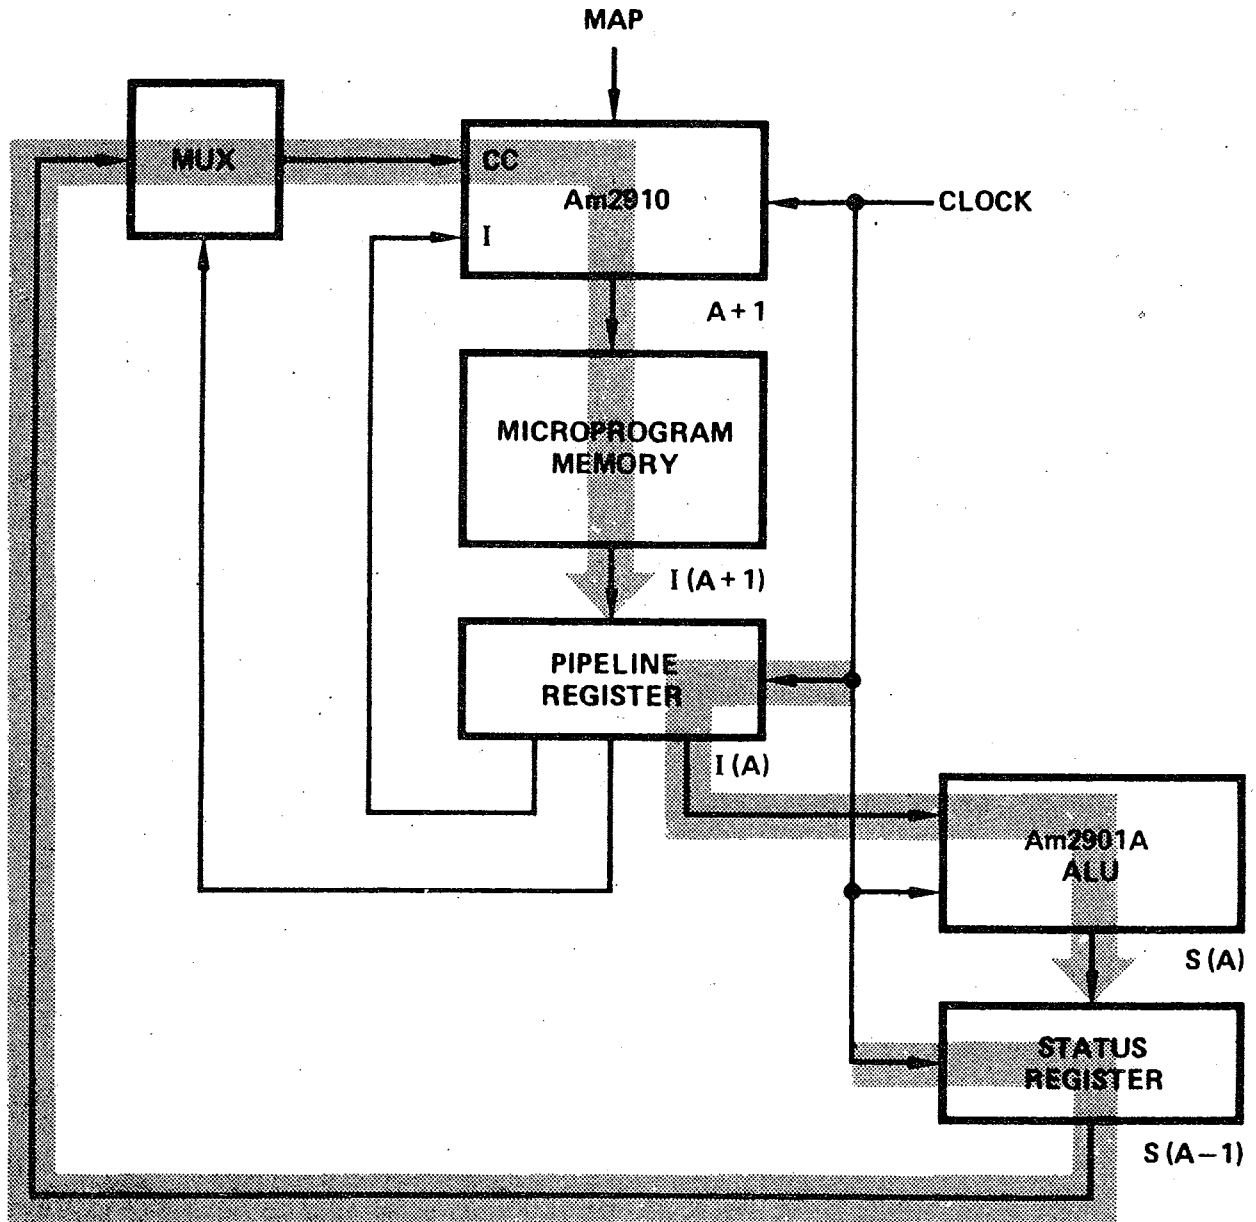 MAP
MUX
CC
Am2910
CLOCK
I
A+1
MICROPROGRAM
MEMORY
I (A+1)
PIPELINE
REGISTER
I (A)
Am2901A
ALU
S (A)
STATUS
REGISTER
S (A−1)